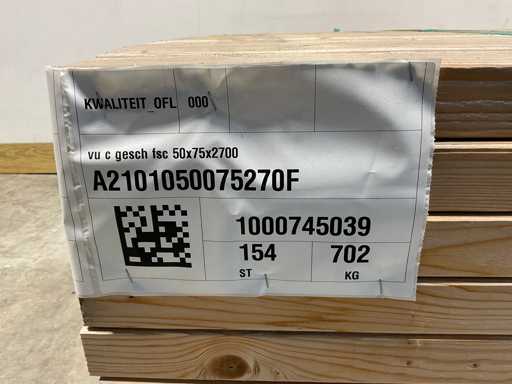 KWALITEIT_OFL 000
vu c gesch fsc 50x75x2700
A2101050075270F
1000745039
154 702
ST KG